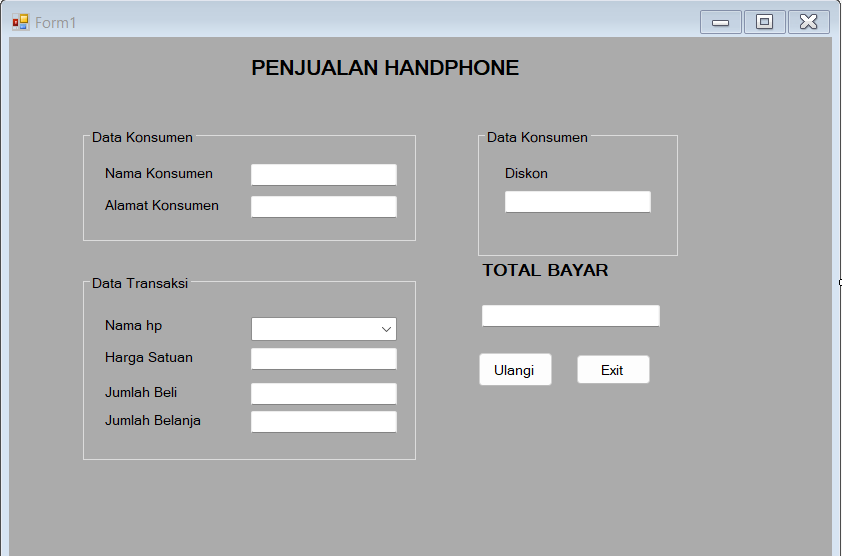 Form1
PENJUALAN HANDPHONE
Data Konsumen
Nama Konsumen
Alamat Konsumen
Data Konsumen
Diskon
Data Transaksi
Nama hp
Harga Satuan
Jumlah Beli
Jumlah Belanja
TOTAL BAYAR
Ulangi
Exit